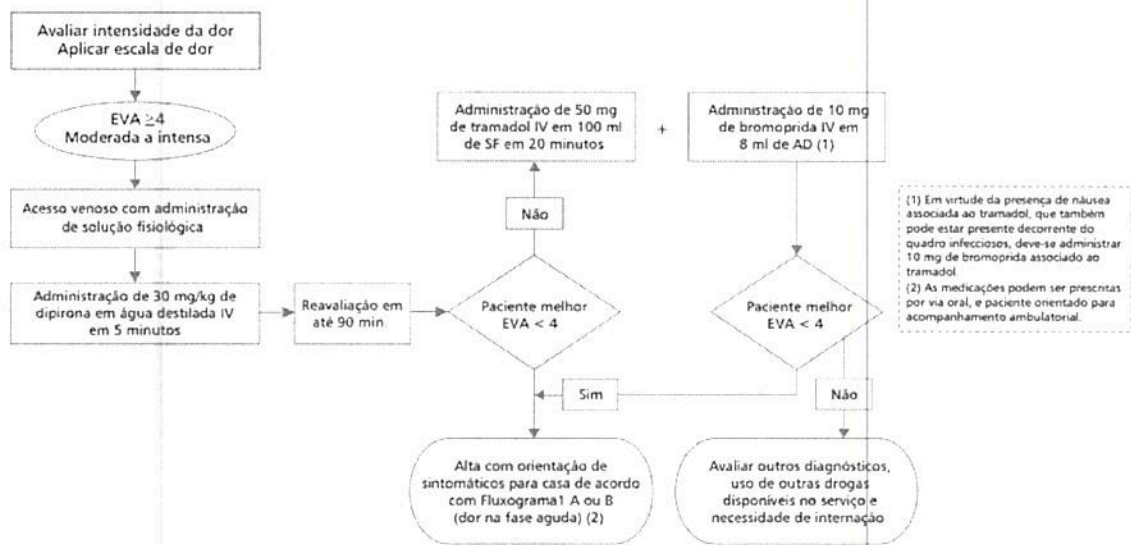 Avaliar intensidade da dor
Aplicar escala de dor
EVA ≥4
Moderada a intensa
Acesso venoso com administração
de solução fisiológica
Administração de 30 mg/kg de
dipirona em água destilada IV
em 5 minutos
Reavaliação em
até 90 min.
Paciente melhor
EVA < 4
Não
Administração de 50 mg
de tramadol IV em 100 ml
de SF em 20 minutos
+
Administração de 10 mg
de bromoprida IV em
8 ml de AD (1)
Paciente melhor
EVA < 4
Sim
Não
Alta com orientação de
sintomáticos para casa de acordo
com Fluxograma1 A ou B
(dor na fase aguda) (2)
Avaliar outros diagnósticos,
uso de outras drogas
disponíveis no serviço e
necessidade de internação
(1) Em virtude da presença de náusea
associada ao tramadol, que também
pode estar presente decorrente do
quadro infecciosos, deve-se administrar
10 mg de bromoprida associado ao
tramadol.
(2) As medicações podem ser prescritas
por via oral, e paciente orientado para
acompanhamento ambulatorial.